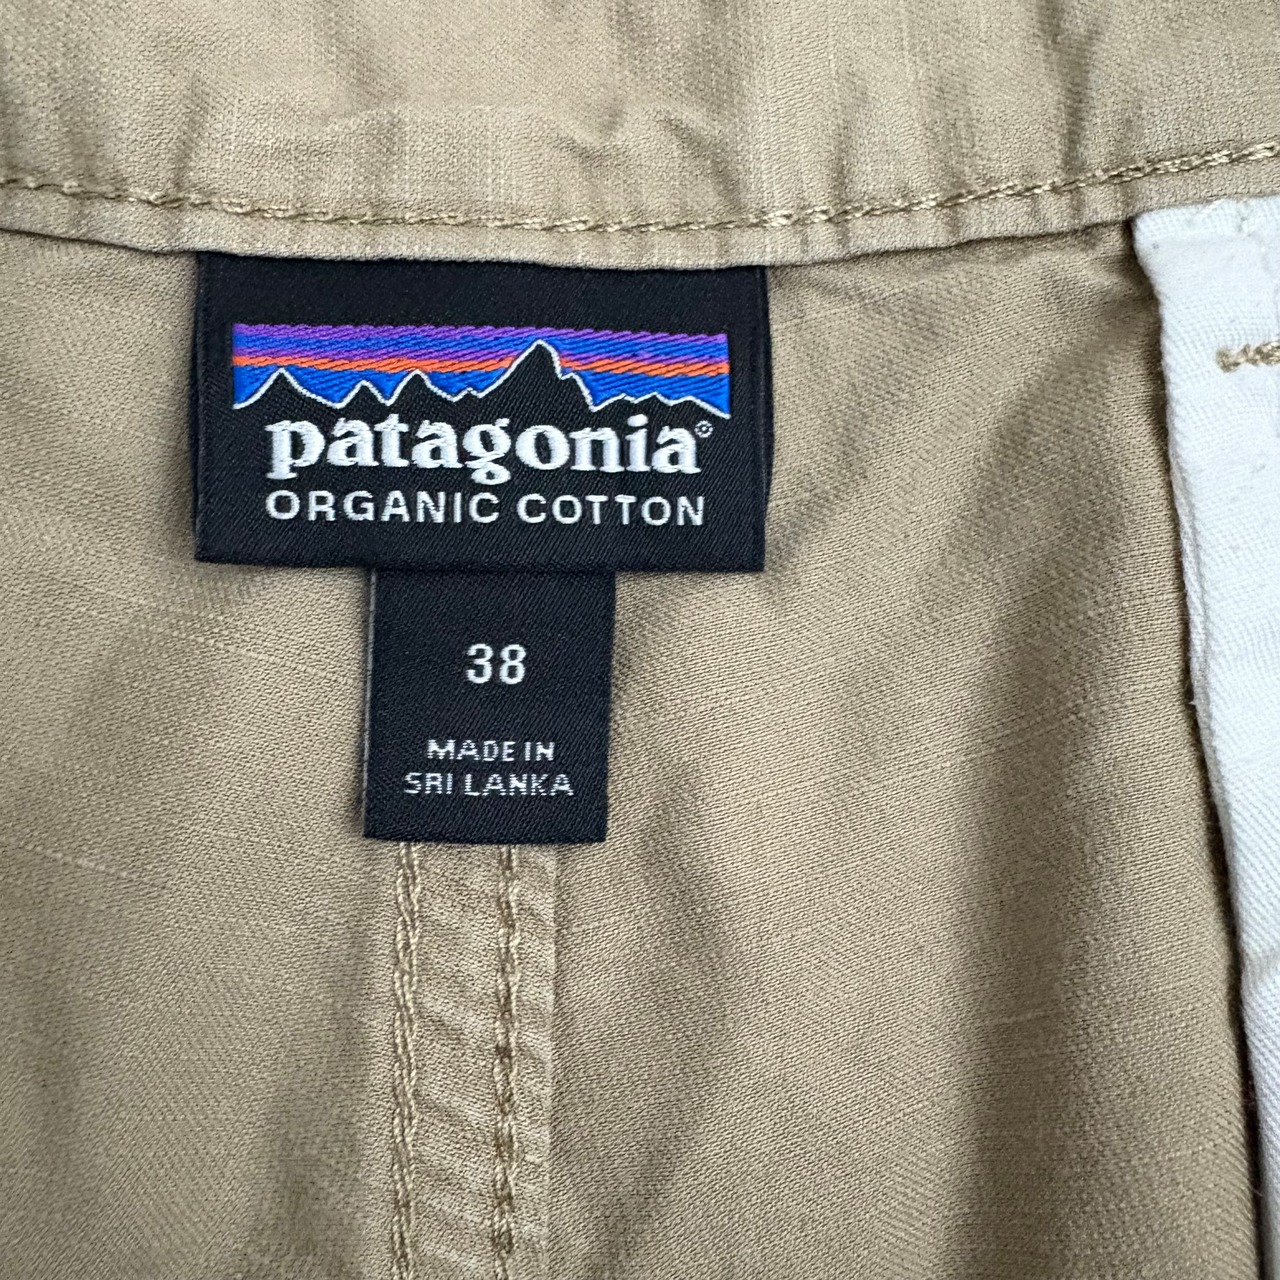 patagonia®
ORGANIC COTTON
38
MADE IN
SRI LANKA